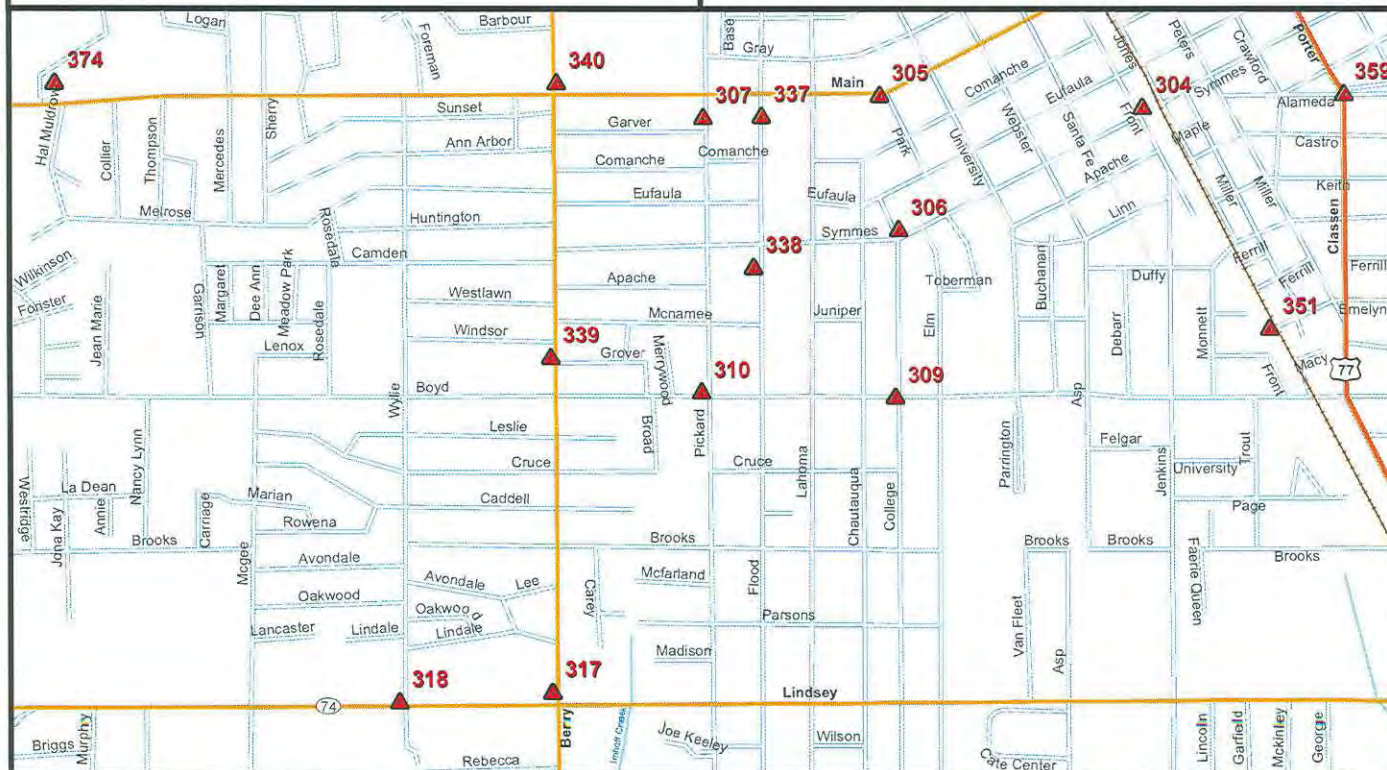 Logan
Foreman
Barbour
Base
Gray
Jones
Peters
Crawford
Porter
374
340
307
337
Main
305
Comanche
Eufaula
304
Symmes
359
Alameda
Hal Muldrow
Collier
Thompson
Mercedes
Sherry
Sunset
Ann Arbor
Garver
Comanche
Comanche
Eufaula
Eufaula
Park
University
Webster
Santa Fe
Apache
Front
Maple
Miller
Miller
Castro
Keith
Melrose
Rosedale
Huntington
Symmes
306
Linn
Classen
Camden
338
Wilkinson
Forister
Jean Marie
Garrison
Margaret
Dee Ann
Meadow Park
Rosedale
Westlawn
Apache
Toberman
Buchanan
Duffy
Ferrill
Ferrill
Ferrill
Windsor
Mcnamee
Juniper
Elm
Debarr
Monnett
351
Emelyn
Lenox
339
Grover
Merrywood
310
309
Front
Macy
77
Wylie
Boyd
Asp
Leslie
Broad
Pickard
Nancy Lynn
Cruce
Cruce
Lahoma
Chautauqua
College
Parrington
Felgar
Jenkins
University
Trout
Westridge
La Dean
Jona Kay
Annie
Carriage
Marian
Caddell
Page
Rowena
Brooks
Mcgee
Brooks
Brooks
Brooks
Brooks
Avondale
Avondale
Lee
Carey
Mcfarland
Flood
Faerie Queen
Oakwood
Oakwood
Parsons
Van Fleet
Lancaster
Lindale
Lindale
Madison
Asp
318
317
Lindsey
74
Murphy
Briggs
Berry
Imhoff Creek
Joe Keeley
Wilson
Rebecca
Cate Center
Lincoln
Garfield
Mckinley
George